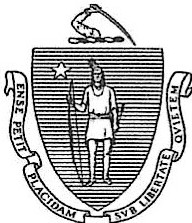 ENSE PETIT
PLACIDAM
SVB LIBERTATE
QVIETEM